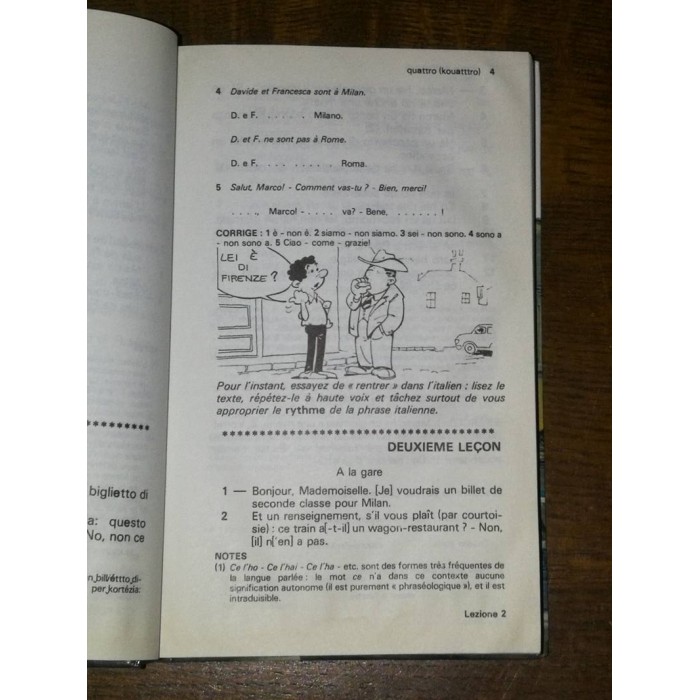 biglietto di
a: questo
No, non ce
n‿bill/éttto‿di-
per‿kortézia:
quattro (kouatttro) 4
4 Davide et Francesca sont à Milan.
D. e F. . . . . . Milano.
D. et F. ne sont pas à Rome.
D. e F. . . . . . . . . . Roma.
5 Salut, Marco! - Comment vas-tu ? - Bien, merci!
. . . ., Marco! - . . . . va? - Bene, . . . . . . !
CORRIGE : 1 è - non è. 2 siamo - non siamo. 3 sei - non sono. 4 sono a
- non sono a. 5 Ciao - come - grazie!
LEI È
DI
FIRENZE ?
Pour l'instant, essayez de « rentrer » dans l'italien : lisez le
texte, répétez-le à haute voix et tâchez surtout de vous
approprier le rythme de la phrase italienne.
DEUXIEME LEÇON
A la gare
1 — Bonjour, Mademoiselle. [Je] voudrais un billet de
seconde classe pour Milan.
2 Et un renseignement, s'il vous plaît (par courtoi-
sie) : ce train a[-t-il] un wagon-restaurant ? - Non,
[il] n['en] a pas.
NOTES
(1) Ce l'ho - Ce l'hai - Ce l'ha - etc. sont des formes très fréquentes de
la langue parlée : le mot ce n'a dans ce contexte aucune
signification autonome (il est purement « phraséologique »), et il est
intraduisible.
Lezione 2